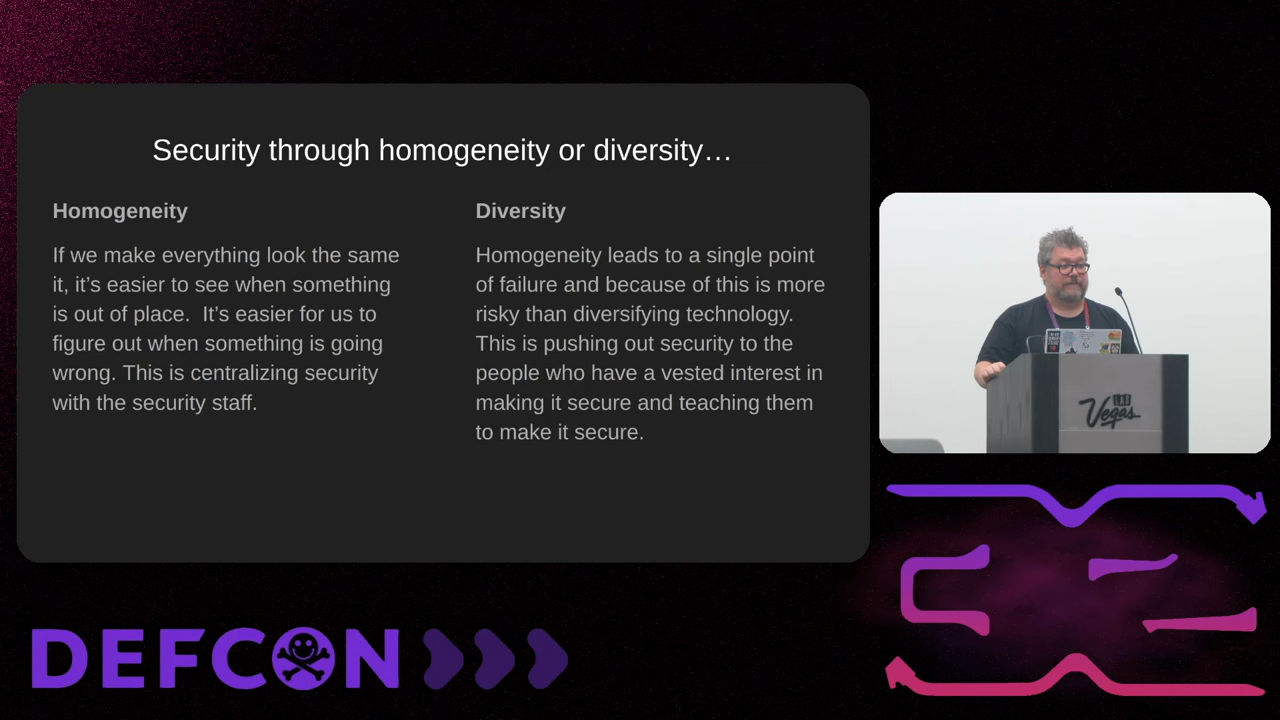 Security through homogeneity or diversity…
Homogeneity
If we make everything look the same
it, it’s easier to see when something
is out of place.  It’s easier for us to
figure out when something is going
wrong. This is centralizing security
with the security staff.
Diversity
Homogeneity leads to a single point
of failure and because of this is more
risky than diversifying technology.
This is pushing out security to the
people who have a vested interest in
making it secure and teaching them
to make it secure.
LAS
Vegas
DEFCON